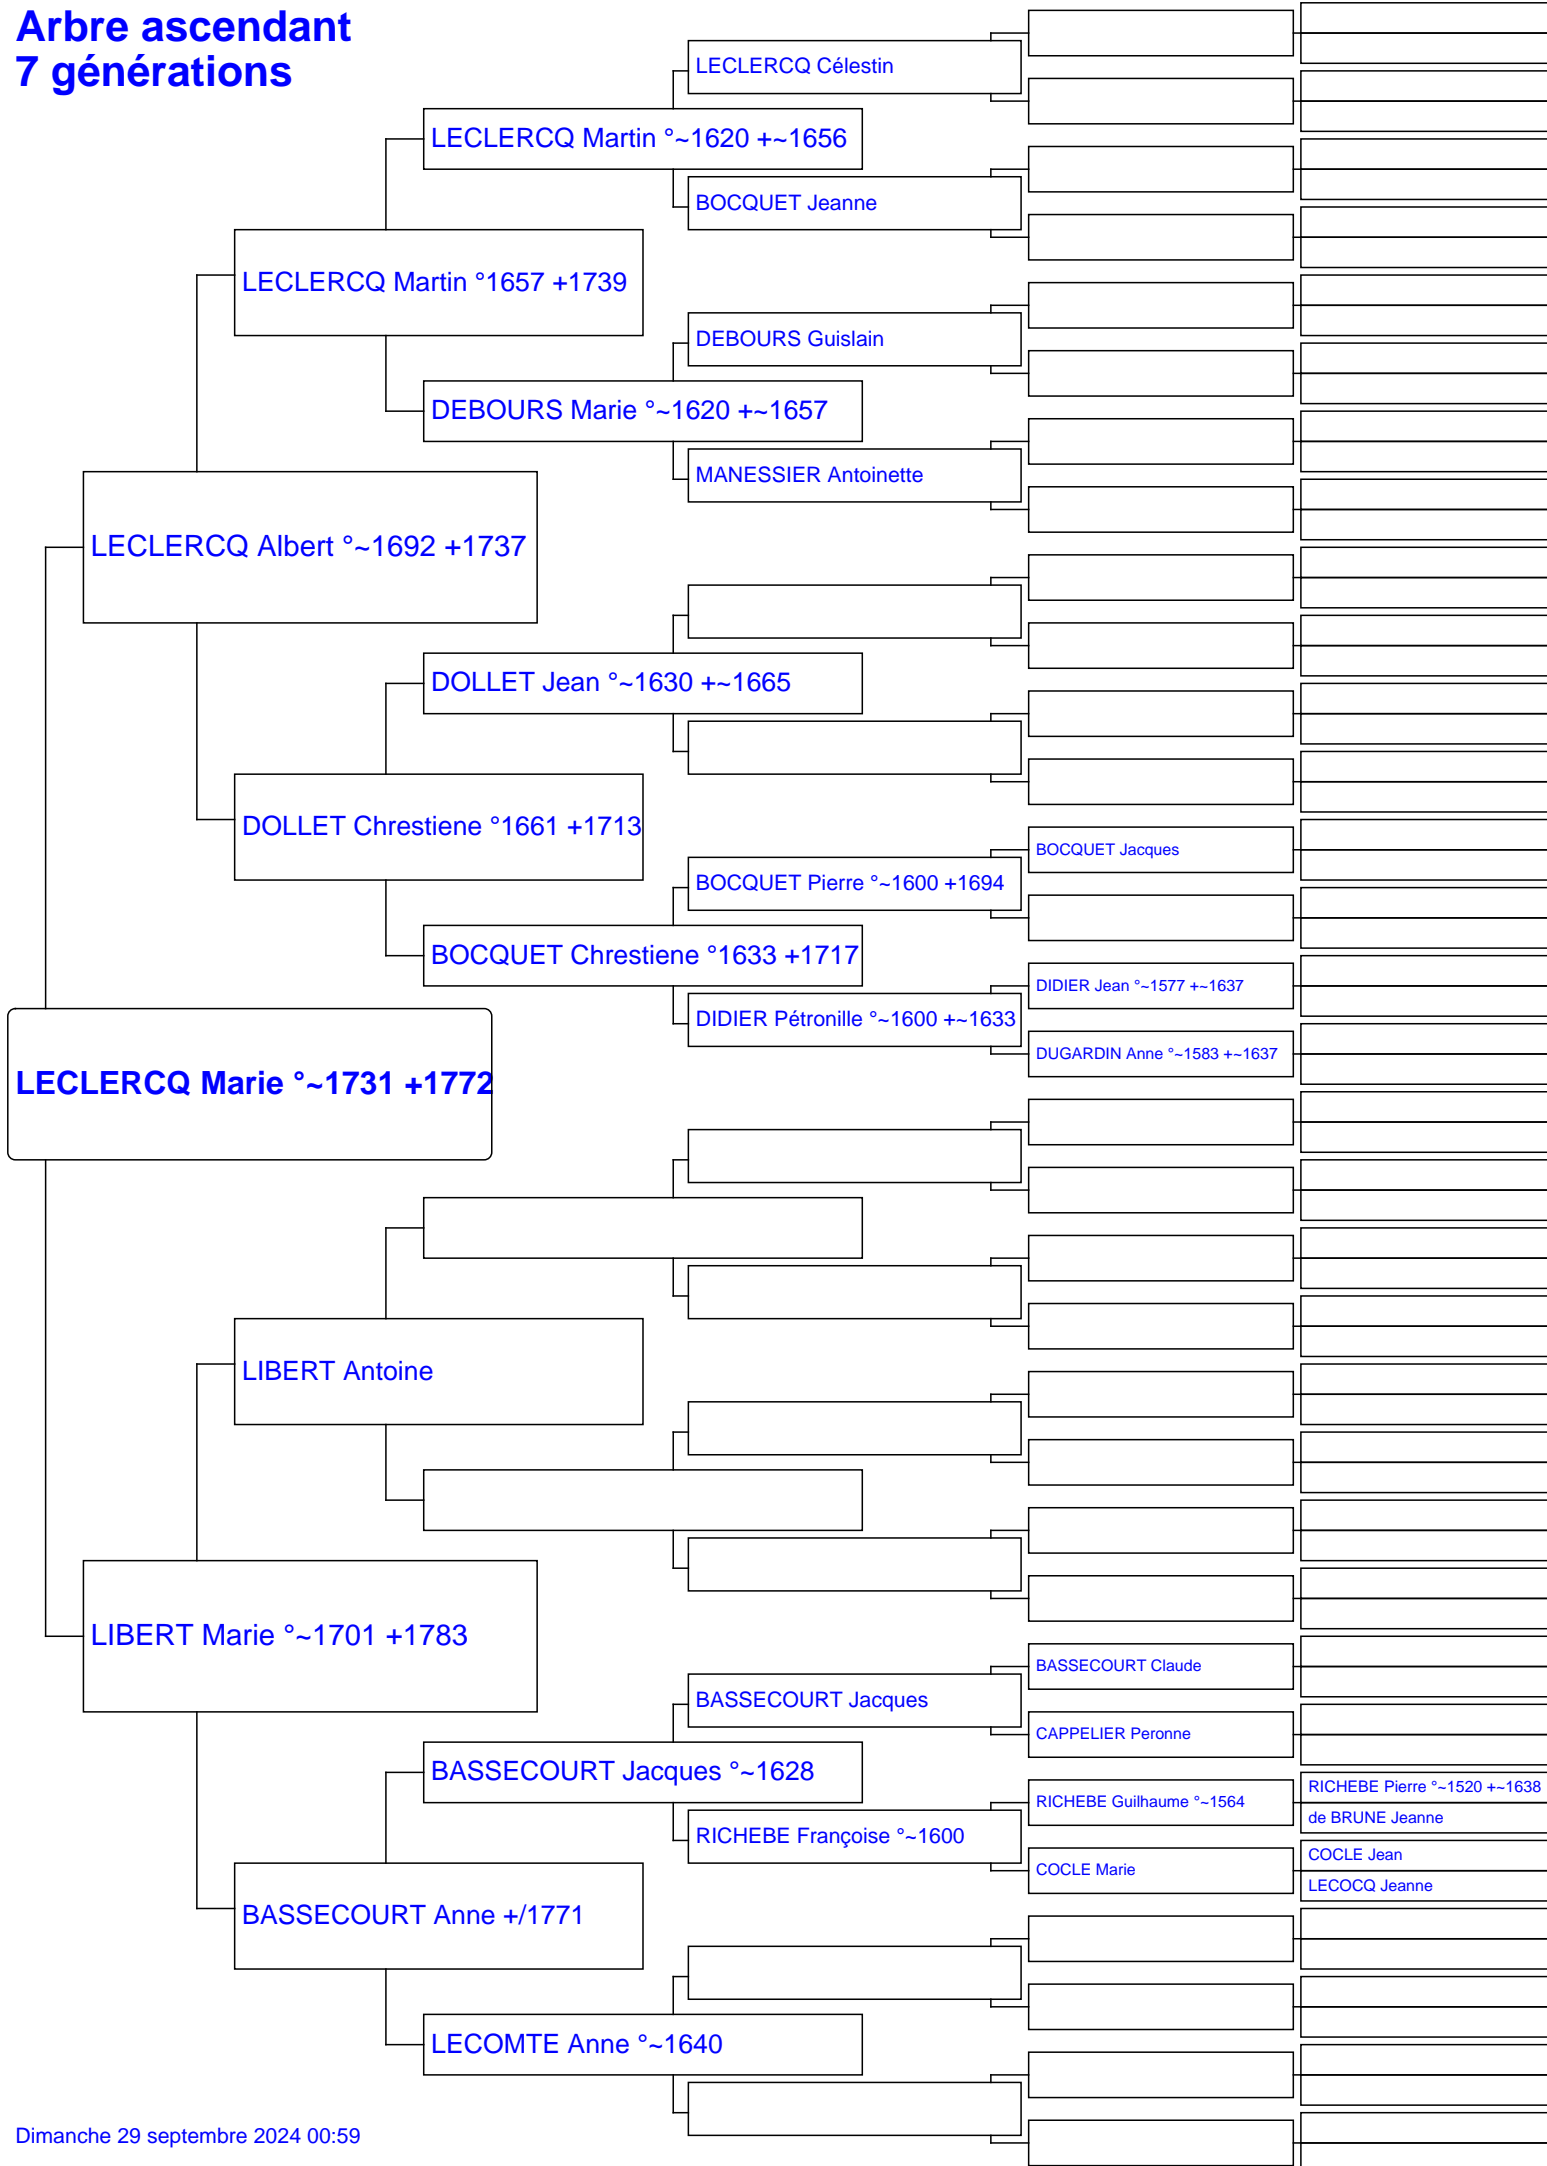 Arbre ascendant
7 générations
LECLERCQ Célestin
LECLERCQ Martin °~1620 +~1656
BOCQUET Jeanne
LECLERCQ Martin °1657 +1739
DEBOURS Guislain
DEBOURS Marie °~1620 +~1657
MANESSIER Antoinette
LECLERCQ Albert °~1692 +1737
DOLLET Jean °~1630 +~1665
DOLLET Chrestiene °1661 +1713
BOCQUET Jacques
BOCQUET Pierre °~1600 +1694
BOCQUET Chrestiene °1633 +1717
DIDIER Jean °~1577 +~1637
DIDIER Pétronille °~1600 +~1633
DUGARDIN Anne °~1583 +~1637
LECLERCQ Marie °~1731 +1772
LIBERT Antoine
LIBERT Marie °~1701 +1783
BASSECOURT Claude
BASSECOURT Jacques
CAPPELIER Peronne
BASSECOURT Jacques °~1628
RICHEBE Pierre °~1520 +~1638
RICHEBE Guilhaume °~1564
de BRUNE Jeanne
RICHEBE Françoise °~1600
COCLE Jean
COCLE Marie
LECOCQ Jeanne
BASSECOURT Anne +/1771
LECOMTE Anne °~1640
Dimanche 29 septembre 2024 00:59